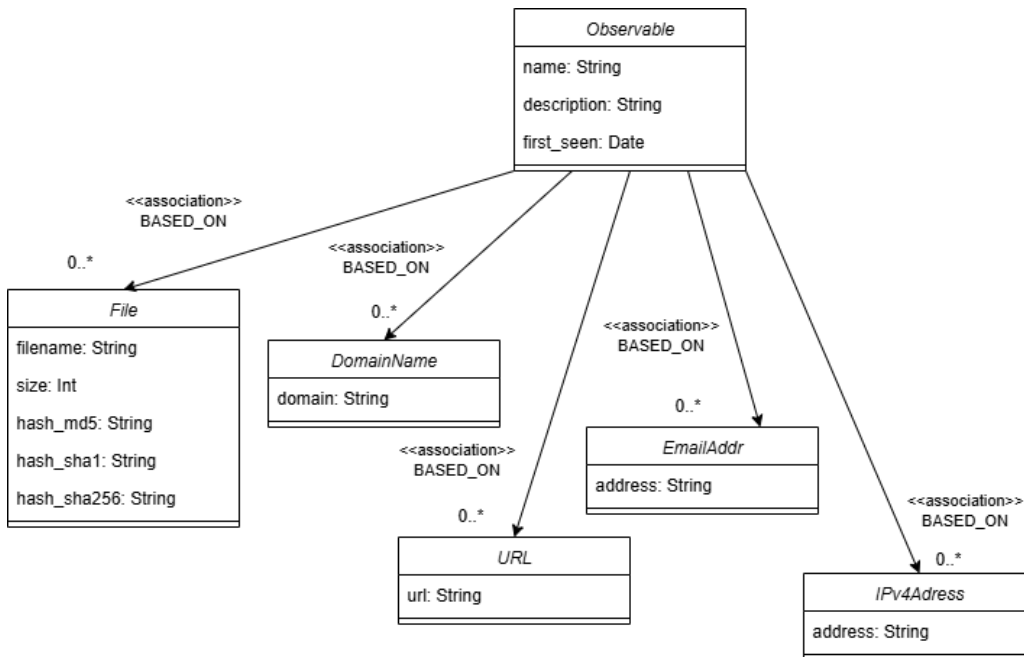 Observable
name: String
description: String
first_seen: Date
<<association>>
BASED_ON
0..*
File
filename: String
size: Int
hash_md5: String
hash_sha1: String
hash_sha256: String
<<association>>
BASED_ON
0..*
DomainName
domain: String
<<association>>
BASED_ON
0..*
URL
url: String
<<association>>
BASED_ON
0..*
EmailAddr
address: String
<<association>>
BASED_ON
0..*
IPv4Adress
address: String